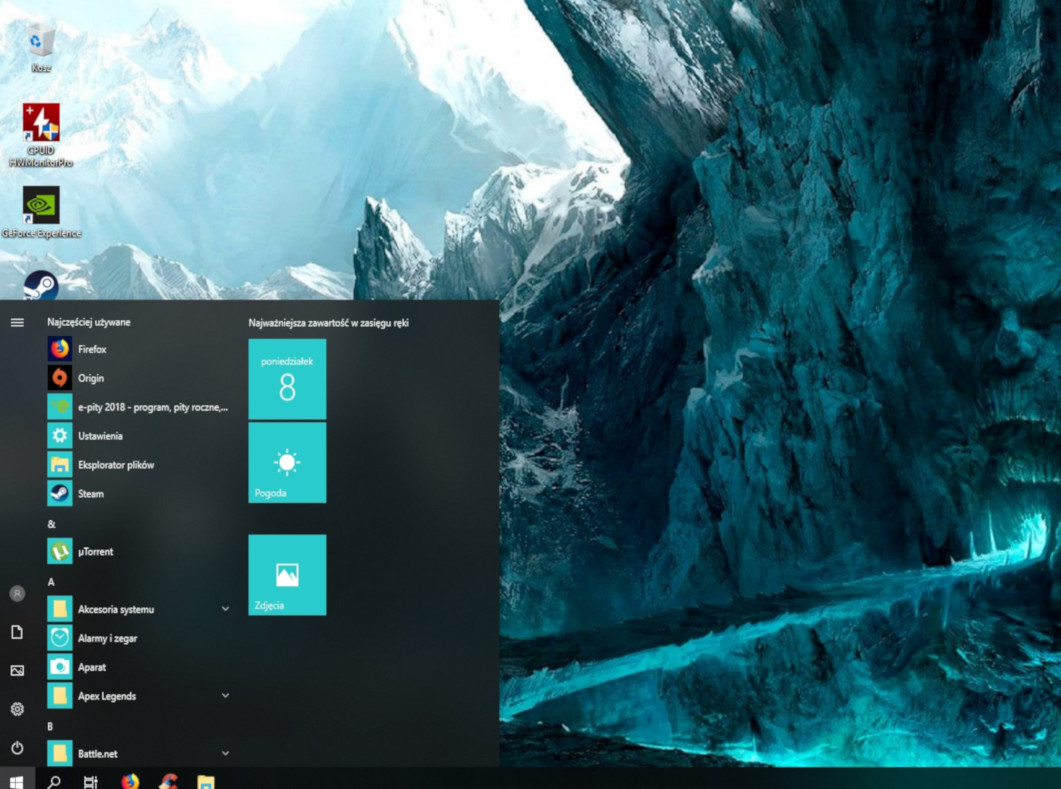 Kosz
CPUID
HWMonitorPro
GeForce Experience
Najczęściej używane
Firefox
Origin
e-pity 2018 - program, pity roczne,...
Ustawienia
Eksplorator plików
Steam
&
µTorrent
A
Akcesoria systemu
Alarmy i zegar
Aparat
Apex Legends
B
Battle.net
Najważniejsza zawartość w zasięgu ręki
poniedziałek
8
Pogoda
Zdjęcia